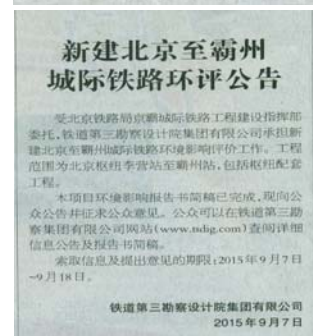 新建北京至霸州
城际铁路环评公告
受北京铁路局京霸城际铁路工程建设指挥部
委托,铁道第三勘察设计院集团有限公司承担新
建北京至霸州城际铁路环境影响评价工作。工程
范围为北京枢纽李营站至霸州站,包括枢纽配套
工程。
本项目环境影响报告书简稿已完成,现向公
众公告并征求公众意见。公众可以在铁道第三勘
察集团有限公司网站(www.tsdig.com)查阅详细
信息公告及报告书简稿。
索取信息及提出意见的期限:2015年9月7日
~9月18日。
铁道第三勘察设计院集团有限公司
2015年9月7日